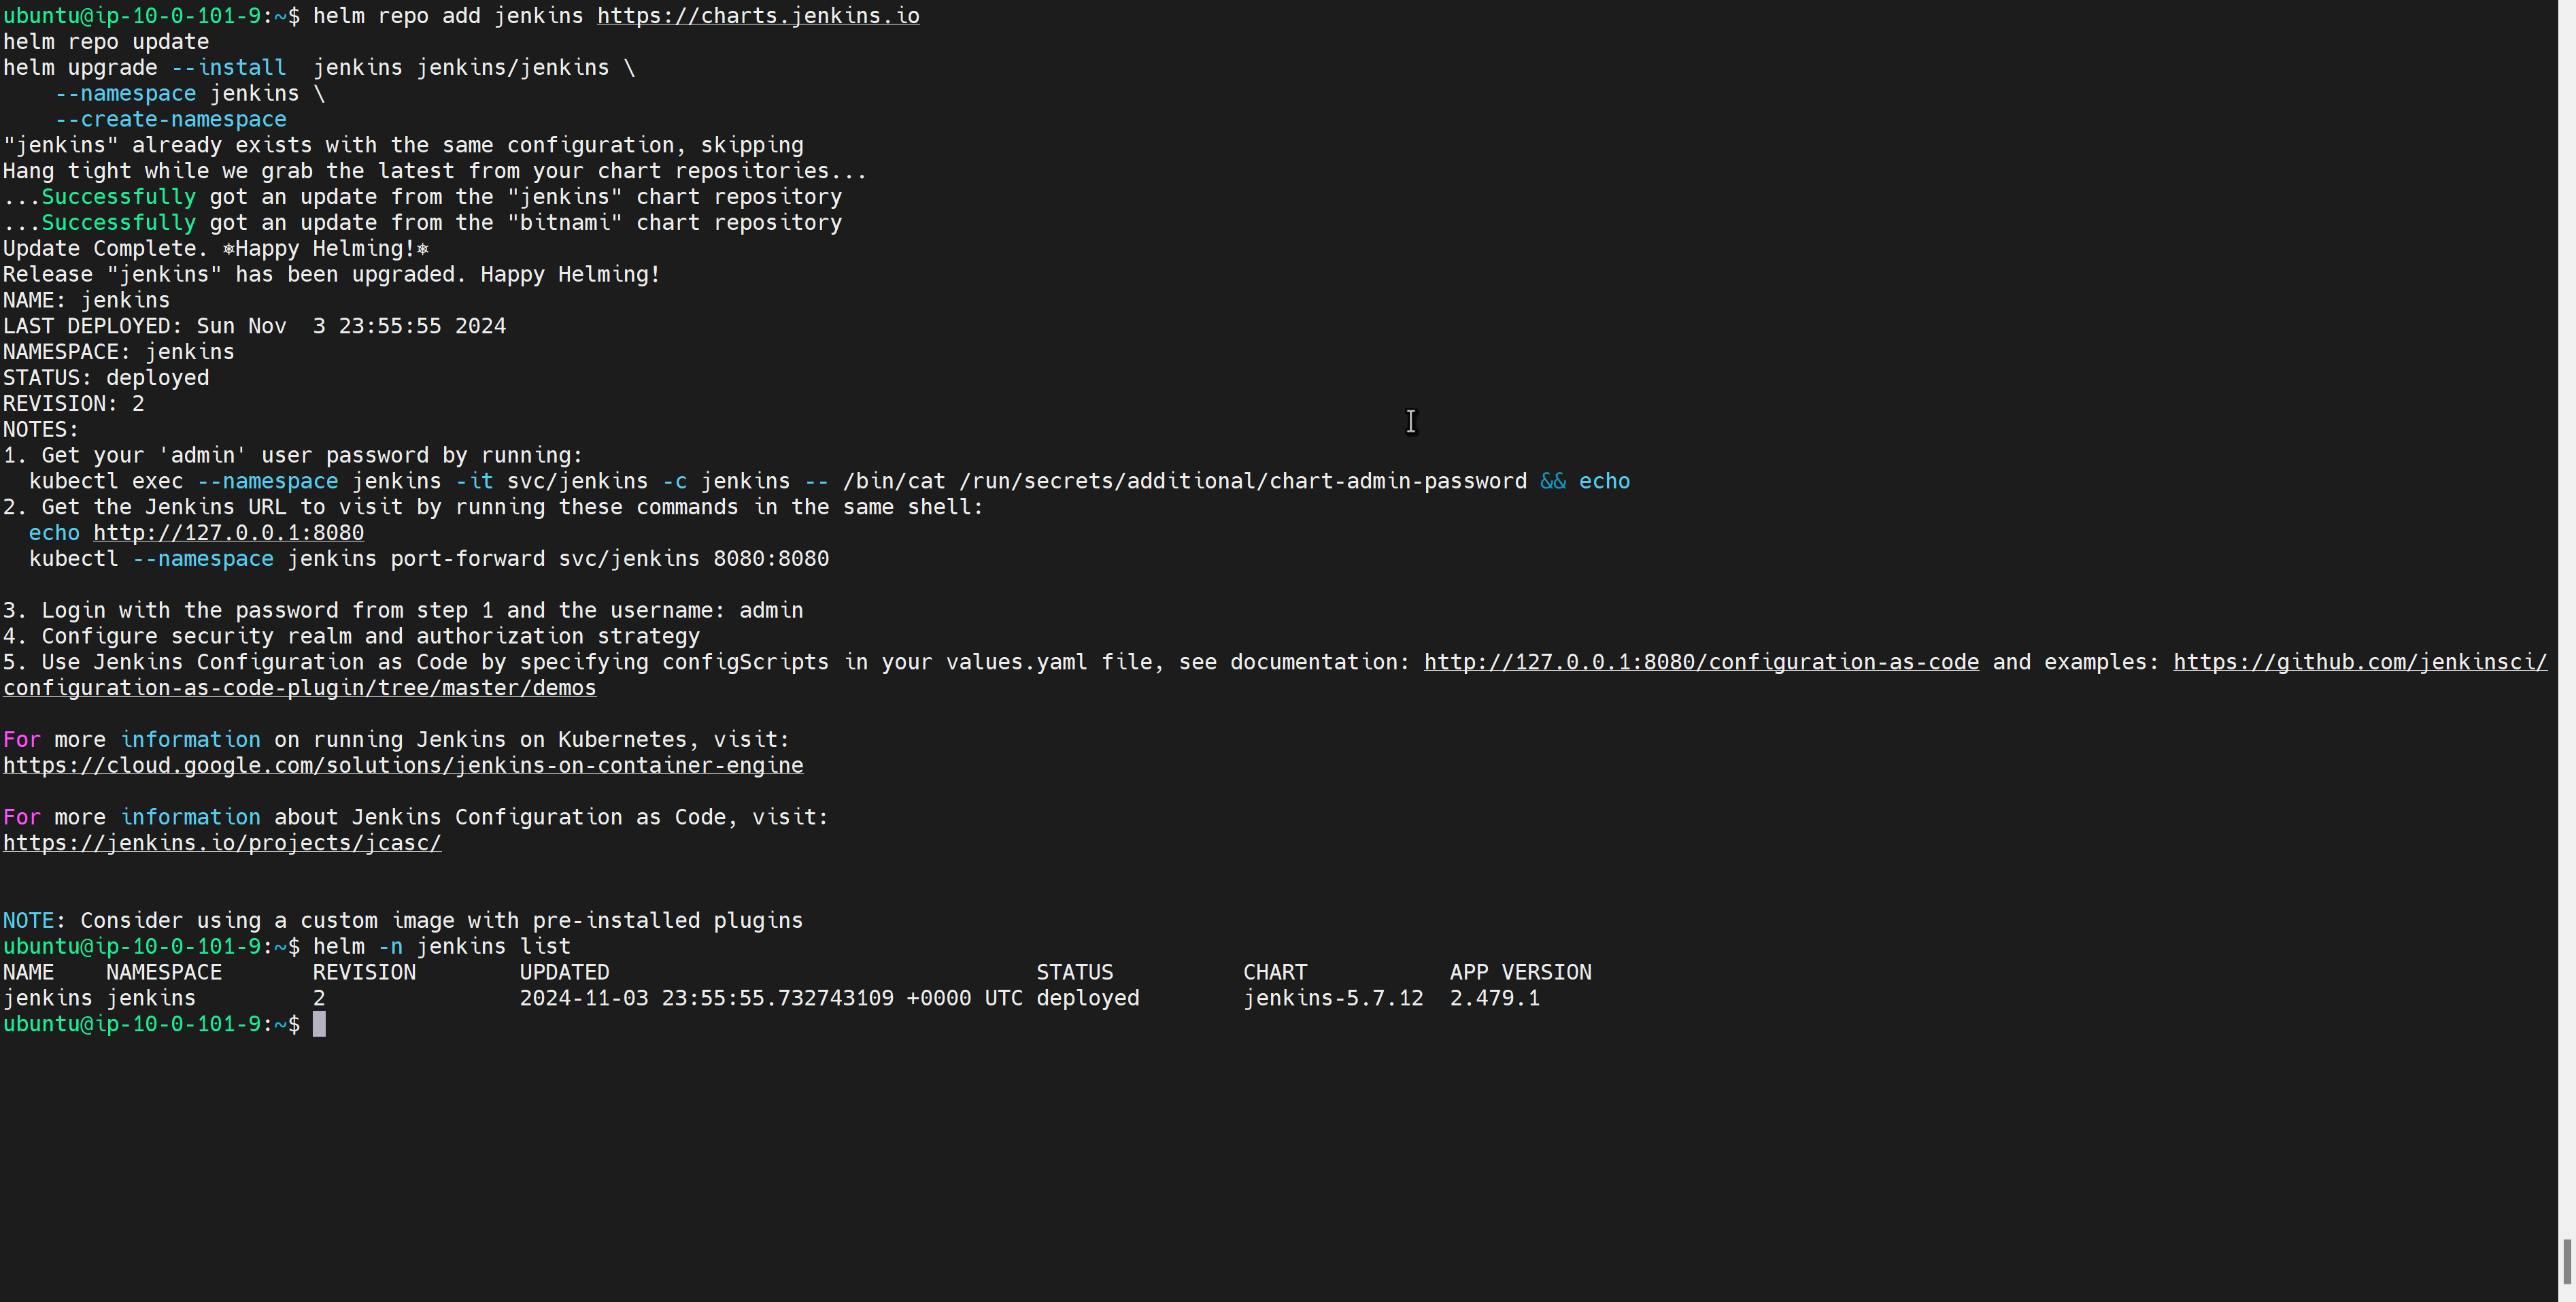 ubuntu@ip-10-0-101-9:~$ helm repo add jenkins https://charts.jenkins.io
helm repo update
helm upgrade --install  jenkins jenkins/jenkins \
    --namespace jenkins \
    --create-namespace
"jenkins" already exists with the same configuration, skipping
Hang tight while we grab the latest from your chart repositories...
...Successfully got an update from the "jenkins" chart repository
...Successfully got an update from the "bitnami" chart repository
Update Complete. ⎈Happy Helming!⎈
Release "jenkins" has been upgraded. Happy Helming!
NAME: jenkins
LAST DEPLOYED: Sun Nov  3 23:55:55 2024
NAMESPACE: jenkins
STATUS: deployed
REVISION: 2
NOTES:
1. Get your 'admin' user password by running:
  kubectl exec --namespace jenkins -it svc/jenkins -c jenkins -- /bin/cat /run/secrets/additional/chart-admin-password && echo
2. Get the Jenkins URL to visit by running these commands in the same shell:
  echo http://127.0.0.1:8080
  kubectl --namespace jenkins port-forward svc/jenkins 8080:8080

3. Login with the password from step 1 and the username: admin
4. Configure security realm and authorization strategy
5. Use Jenkins Configuration as Code by specifying configScripts in your values.yaml file, see documentation: http://127.0.0.1:8080/configuration-as-code and examples: https://github.com/jenkinsci/
configuration-as-code-plugin/tree/master/demos

For more information on running Jenkins on Kubernetes, visit:
https://cloud.google.com/solutions/jenkins-on-container-engine

For more information about Jenkins Configuration as Code, visit:
https://jenkins.io/projects/jcasc/


NOTE: Consider using a custom image with pre-installed plugins
ubuntu@ip-10-0-101-9:~$ helm -n jenkins list
NAME    NAMESPACE       REVISION        UPDATED                                 STATUS          CHART           APP VERSION
jenkins jenkins         2               2024-11-03 23:55:55.732743109 +0000 UTC deployed        jenkins-5.7.12  2.479.1
ubuntu@ip-10-0-101-9:~$